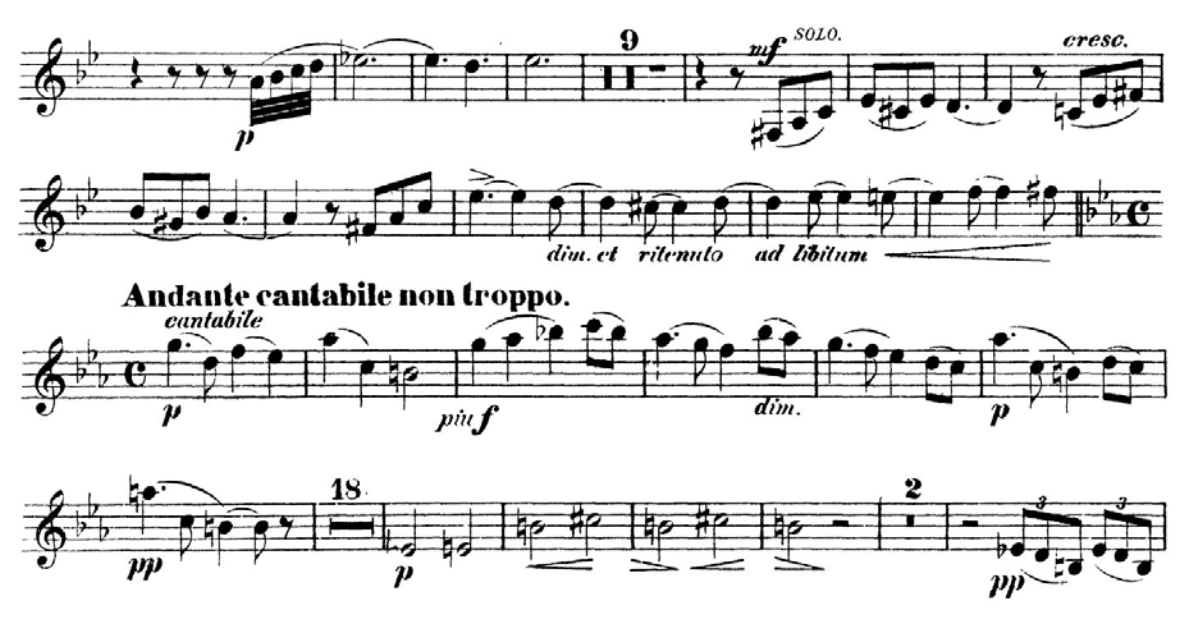 9 mf SOLO. cresc.
p
dim. et ritenuto ad libitum
Andante cantabile non troppo.
cantabile
p più f dim. p
18 2 3 3
pp p pp